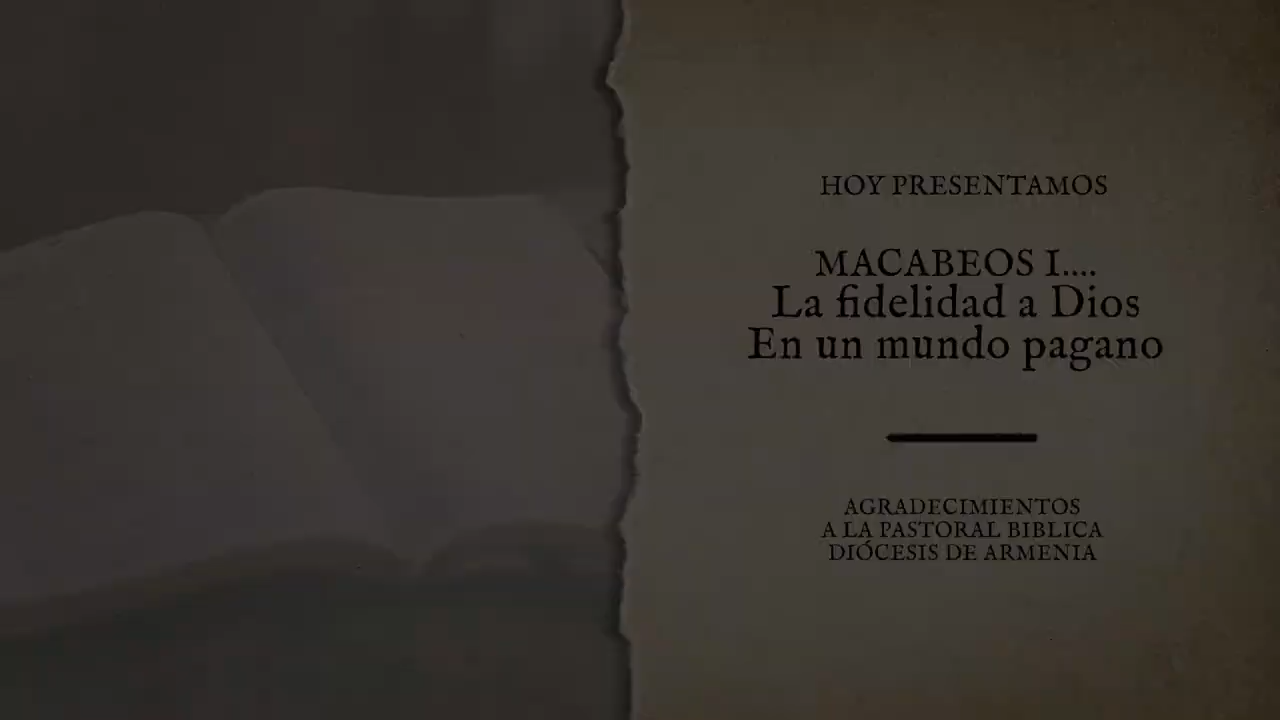 HOY PRESENTAMOS
MACABEOS I....
La fidelidad a Dios
En un mundo pagano
AGRADECIMIENTOS
A LA PASTORAL BIBLICA
DIÓCESIS DE ARMENIA